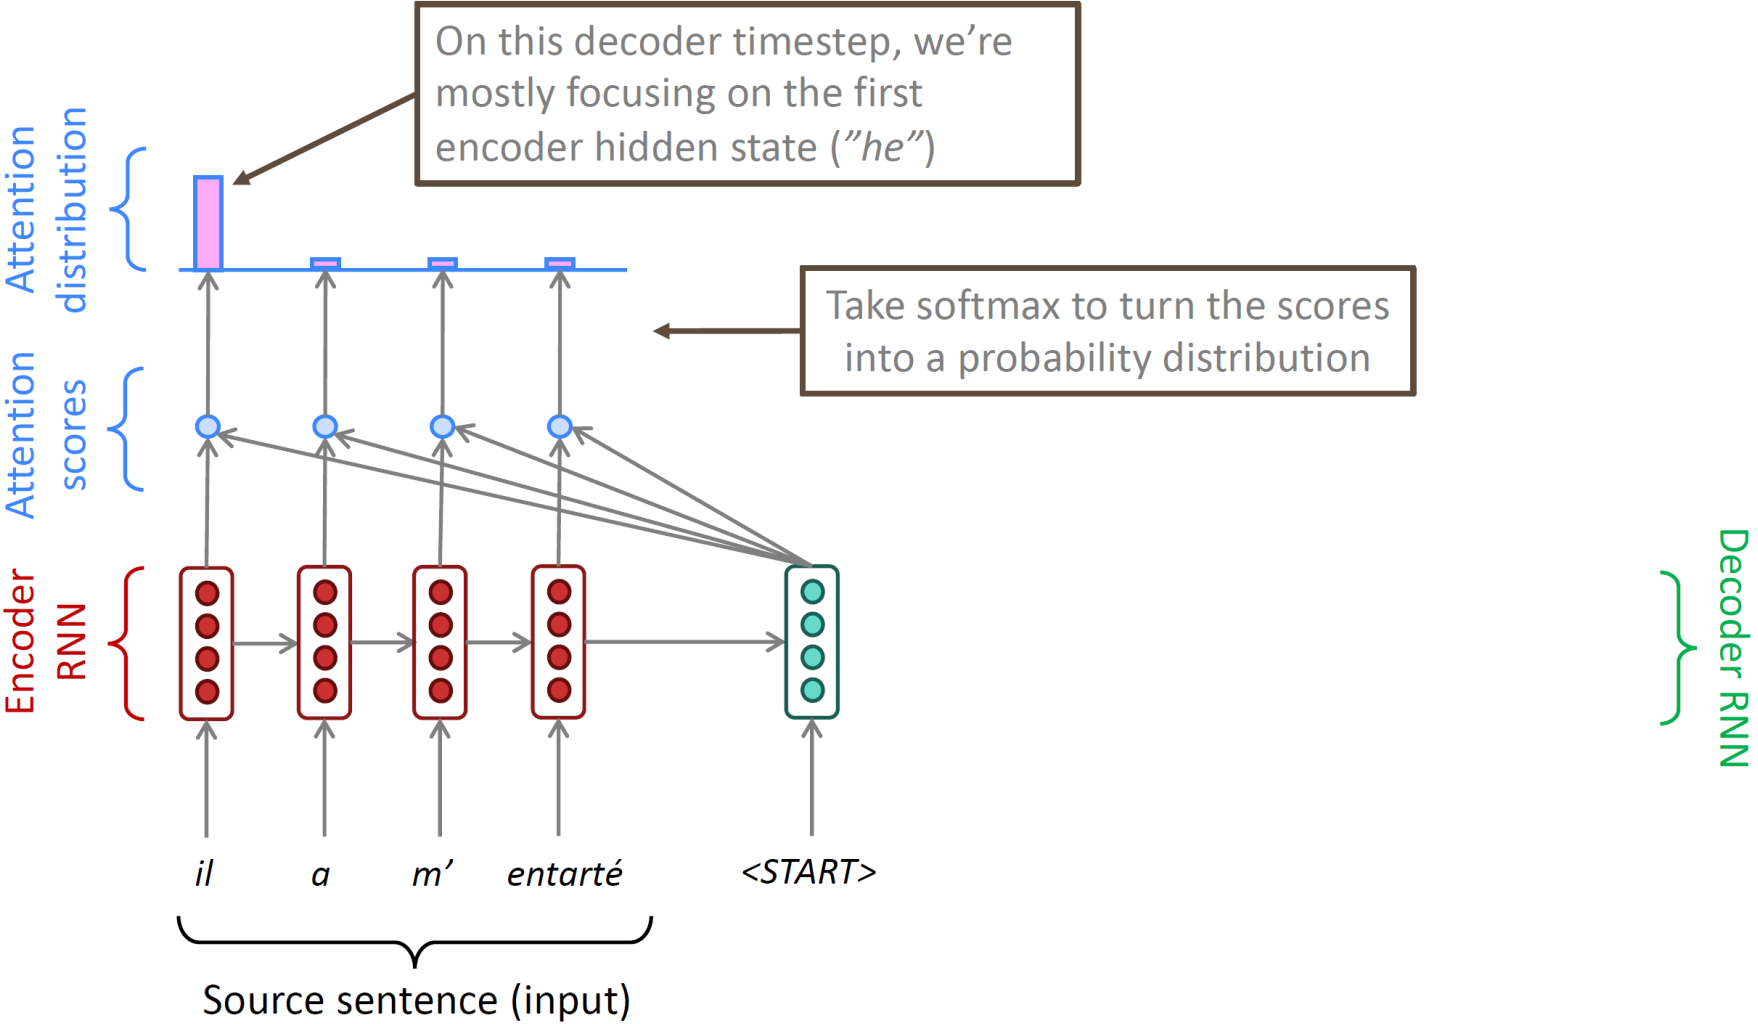 On this decoder timestep, we’re
mostly focusing on the first
encoder hidden state (”he”)
Attention
distribution
Take softmax to turn the scores
into a probability distribution
Attention
scores
Encoder
RNN
Decoder RNN
il a m’ entarté <START>
Source sentence (input)